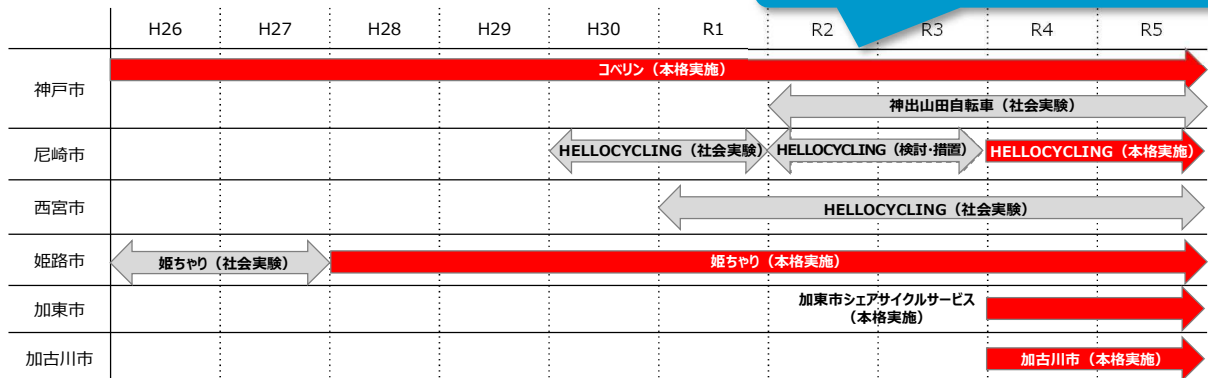 H26 H27 H28 H29 H30 R1 R2 R3 R4 R5
神戸市
コベリン（本格実施）
神出山田自転車（社会実験）
尼崎市
HELLOCYCLING（社会実験） HELLOCYCLING（検討・措置） HELLOCYCLING（本格実施）
西宮市
HELLOCYCLING（社会実験）
姫路市
姫ちゃり（社会実験） 姫ちゃり（本格実施）
加東市
加東市シェアサイクルサービス
（本格実施）
加古川市
加古川市（本格実施）